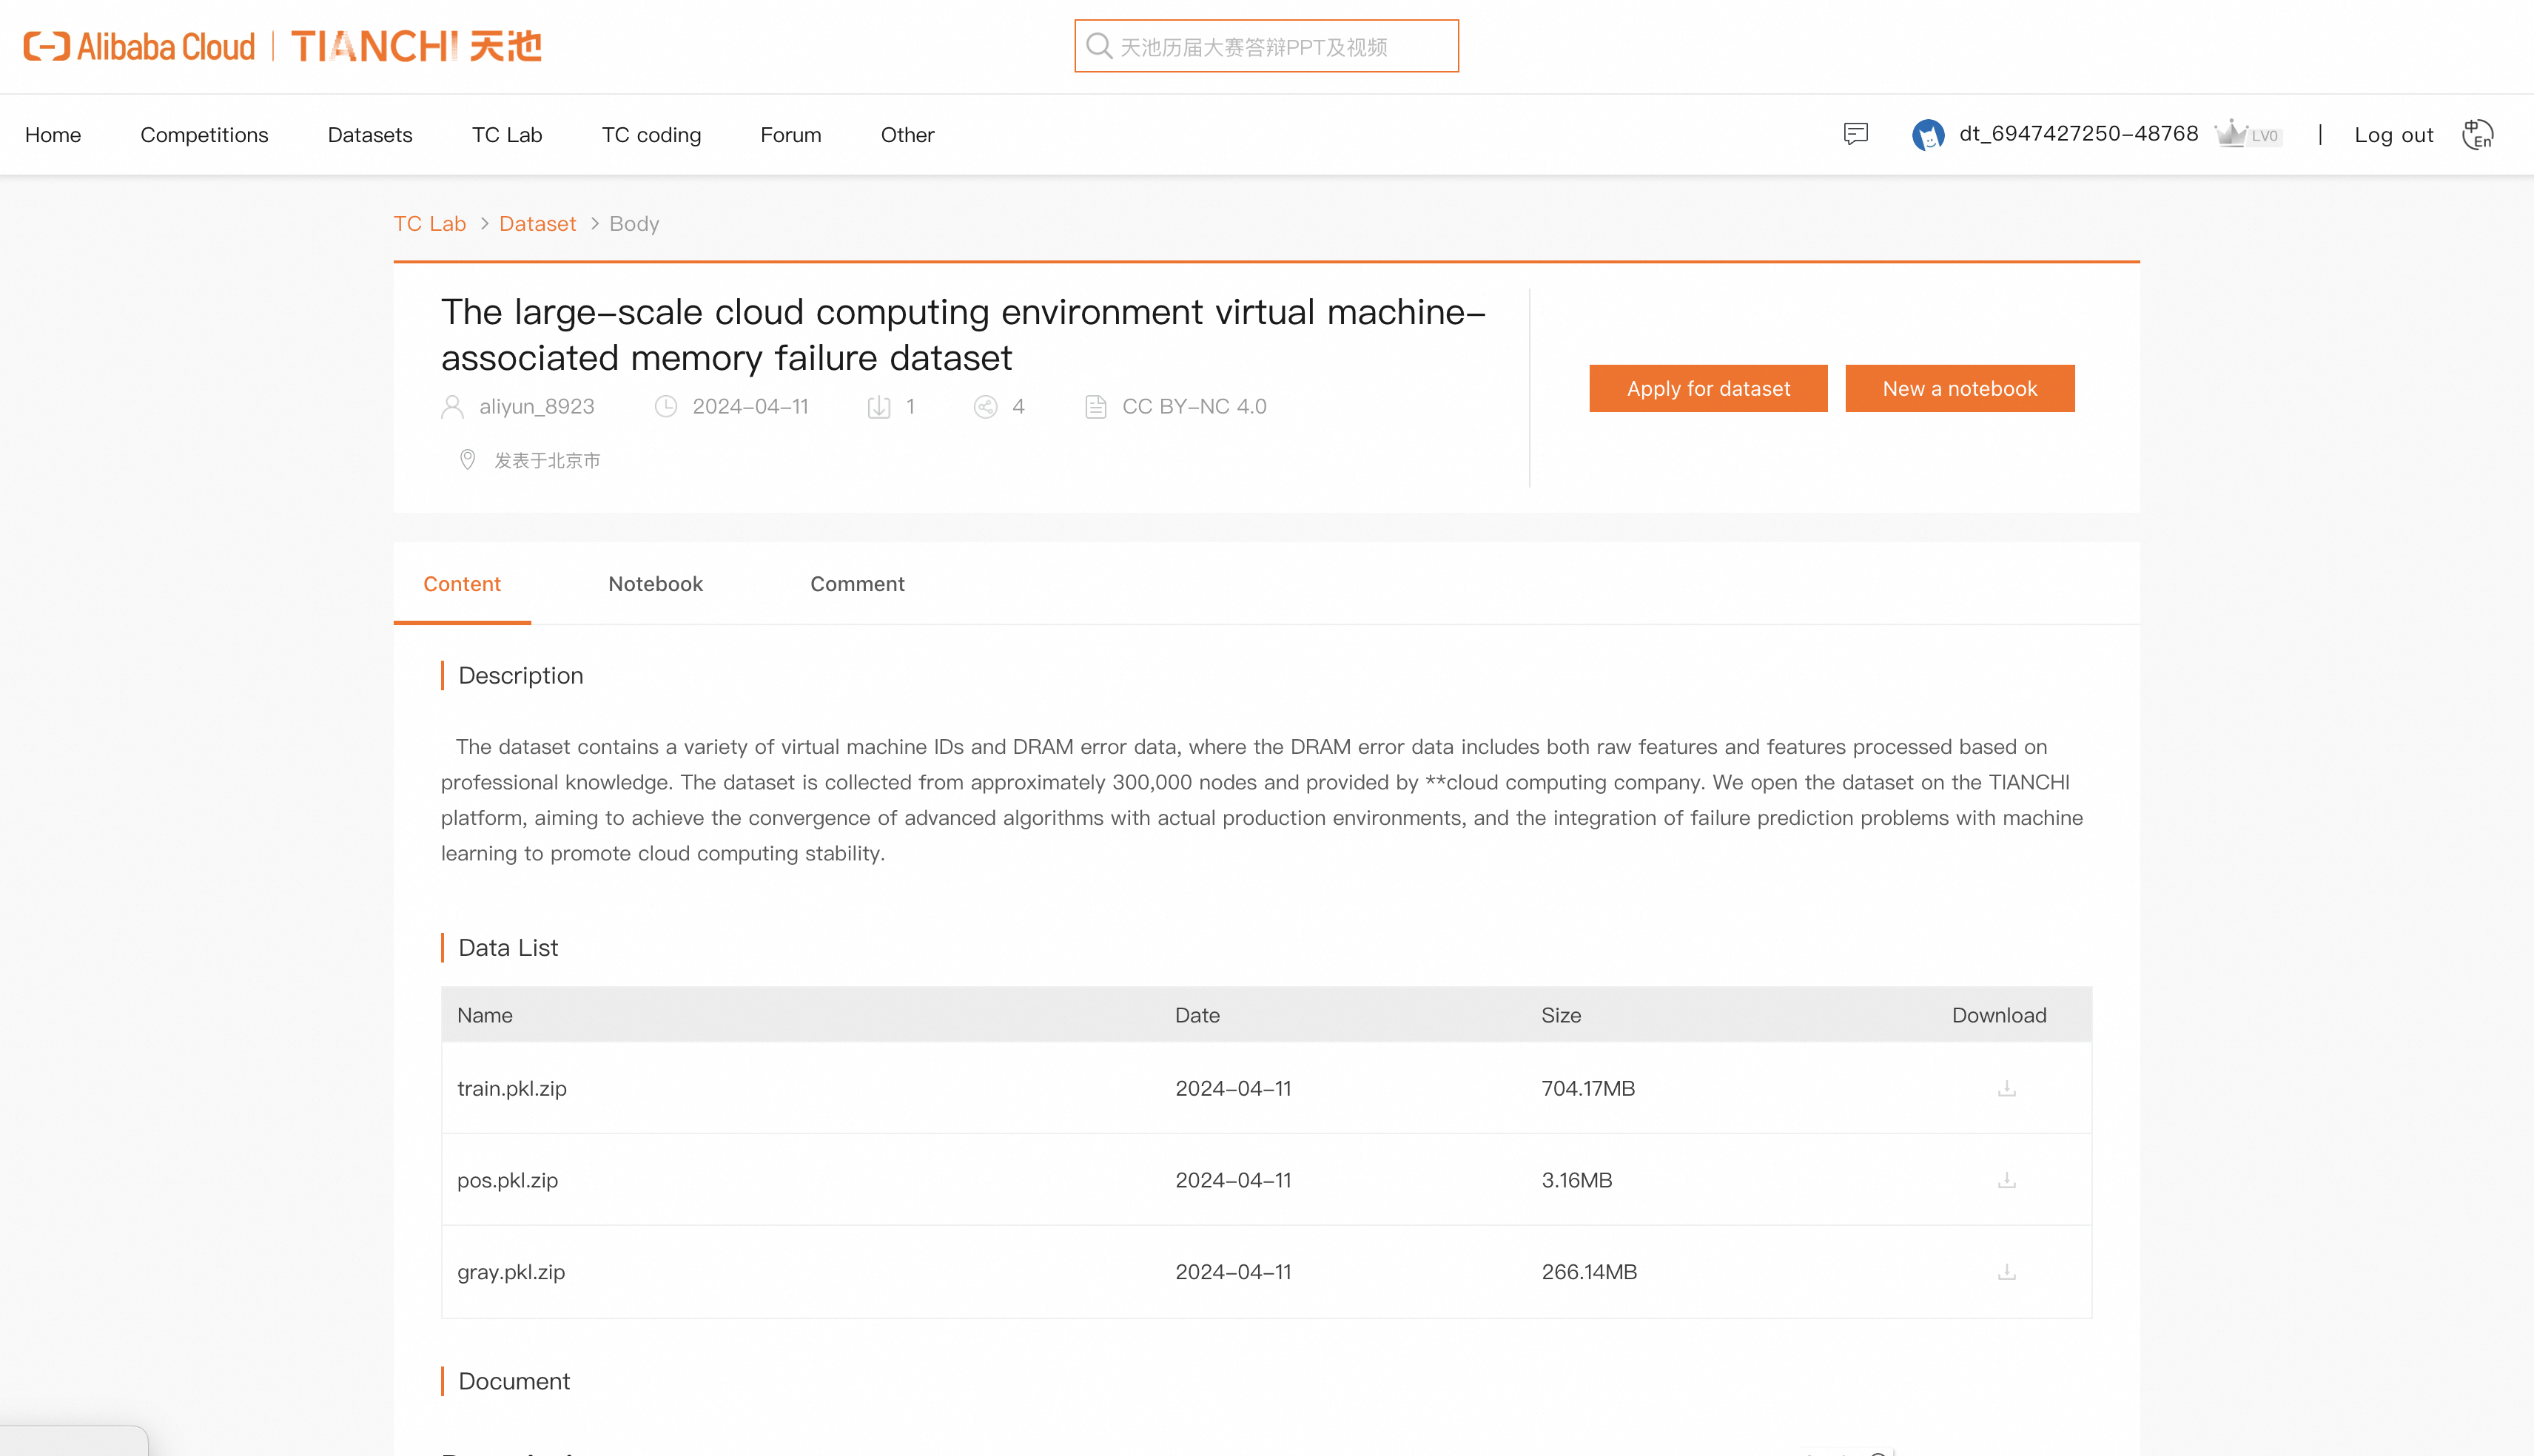 Alibaba Cloud | TIANCHI 天池
天池历届大赛答辩PPT及视频
Home Competitions Datasets TC Lab TC coding Forum Other dt_6947427250-48768 LV0 | Log out 中 En
TC Lab > Dataset > Body
The large-scale cloud computing environment virtual machine-
associated memory failure dataset
Apply for dataset New a notebook
aliyun_8923 2024-04-11 1 4 CC BY-NC 4.0
发表于北京市
Content Notebook Comment
Description
The dataset contains a variety of virtual machine IDs and DRAM error data, where the DRAM error data includes both raw features and features processed based on
professional knowledge. The dataset is collected from approximately 300,000 nodes and provided by **cloud computing company. We open the dataset on the TIANCHI
platform, aiming to achieve the convergence of advanced algorithms with actual production environments, and the integration of failure prediction problems with machine
learning to promote cloud computing stability.
Data List
Name Date Size Download
train.pkl.zip 2024-04-11 704.17MB
pos.pkl.zip 2024-04-11 3.16MB
gray.pkl.zip 2024-04-11 266.14MB
Document